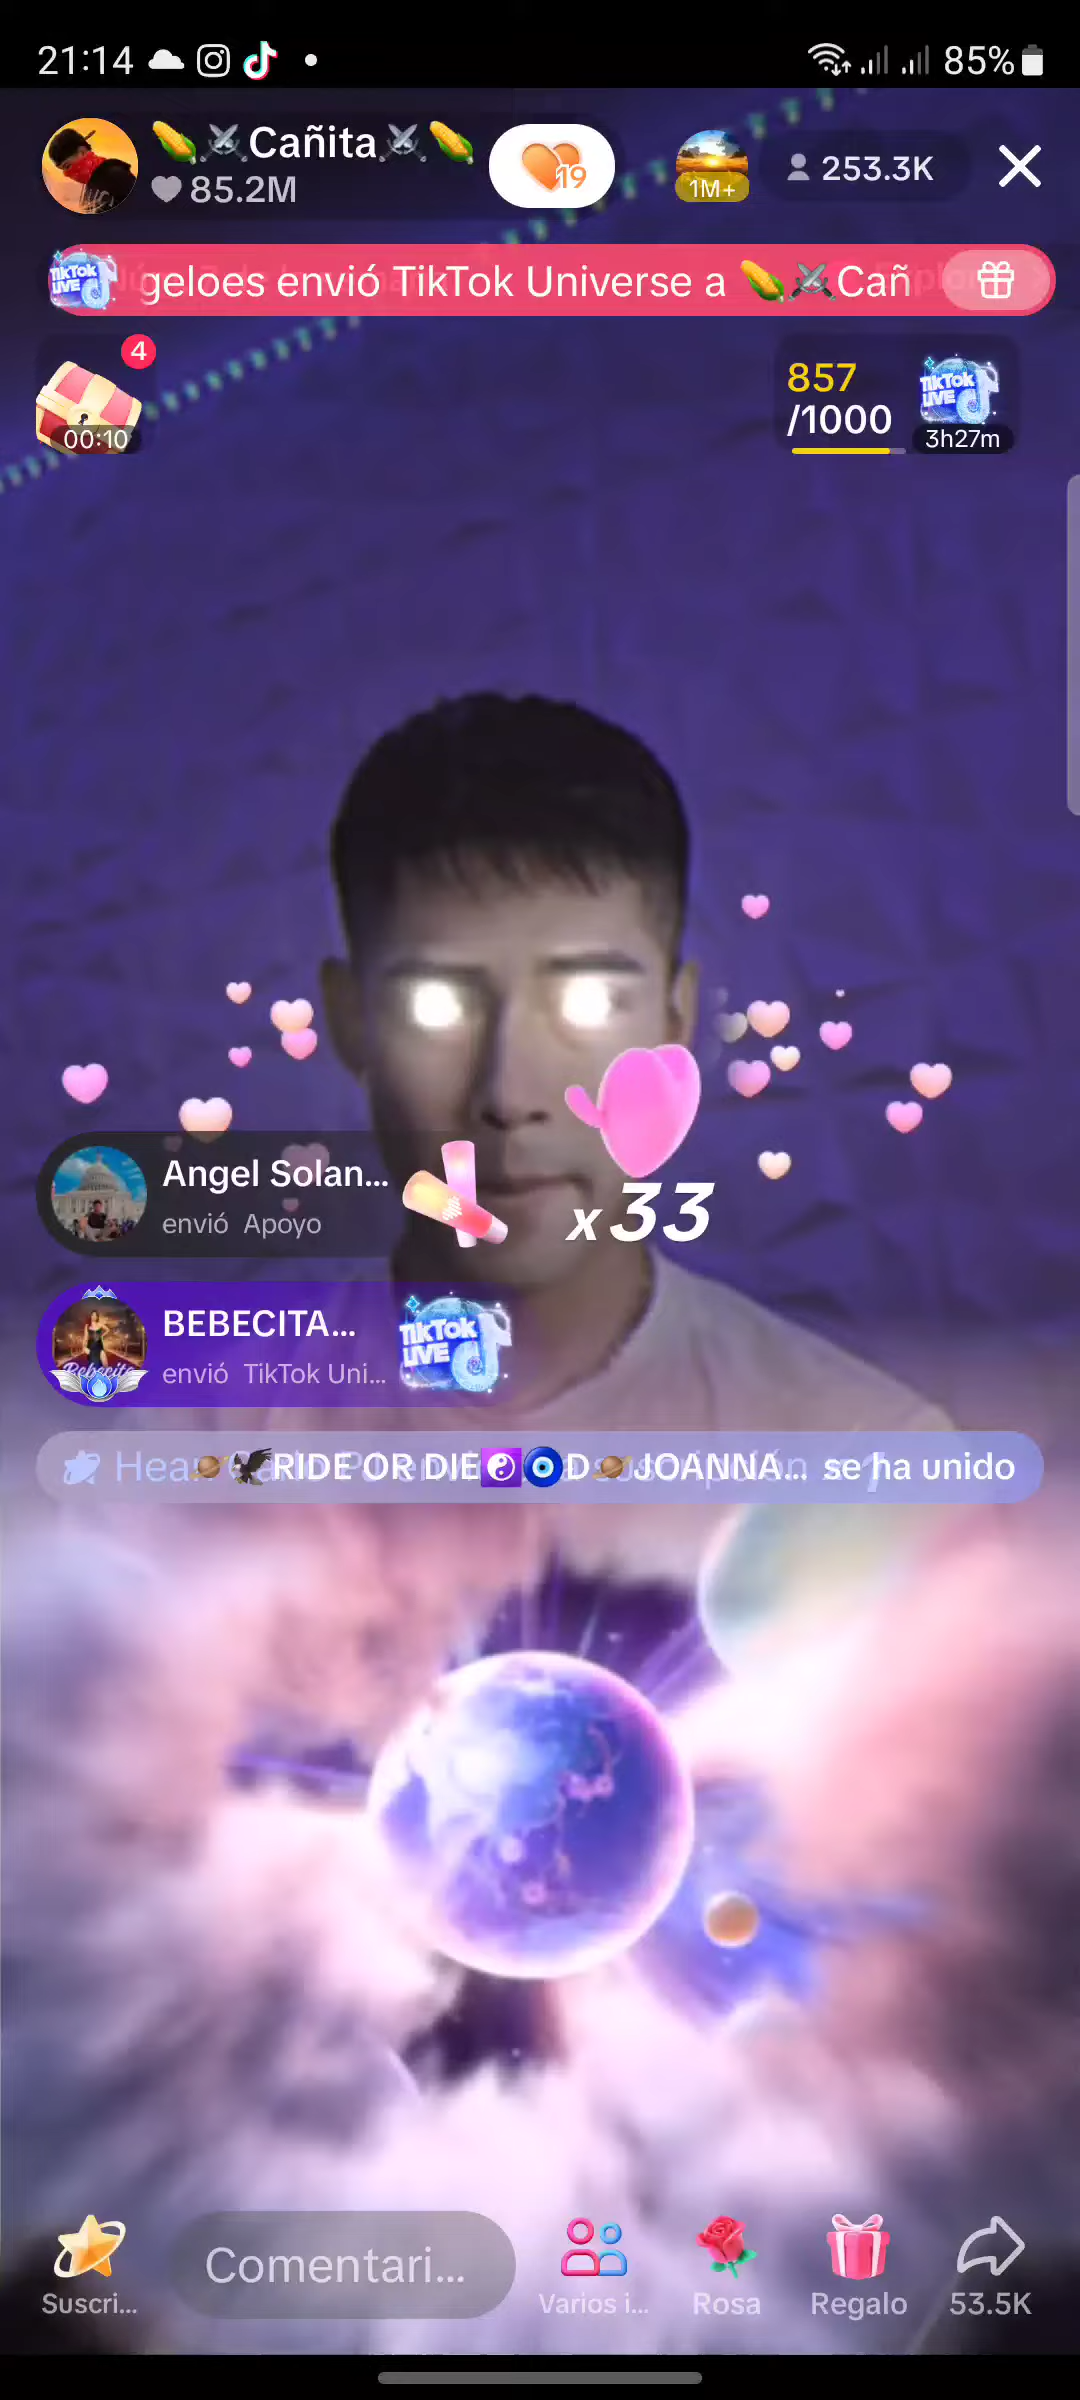 21:14
85%
🌽⚔️Cañita⚔️🌽
85.2M
19
1M+
253.3K
geloes envió TikTok Universe a 🌽⚔️Cañ
4
00:10
857
/1000
TikTok LIVE
3h27m
Angel Solan...
envió Apoyo
x33
BEBECITA...
envió TikTok Uni...
TikTok LIVE
🪐🦅RIDE OR DIE☯️🧿D🪐JOANNA... se ha unido
Suscri...
Comentari...
Varios i...
Rosa
Regalo
53.5K